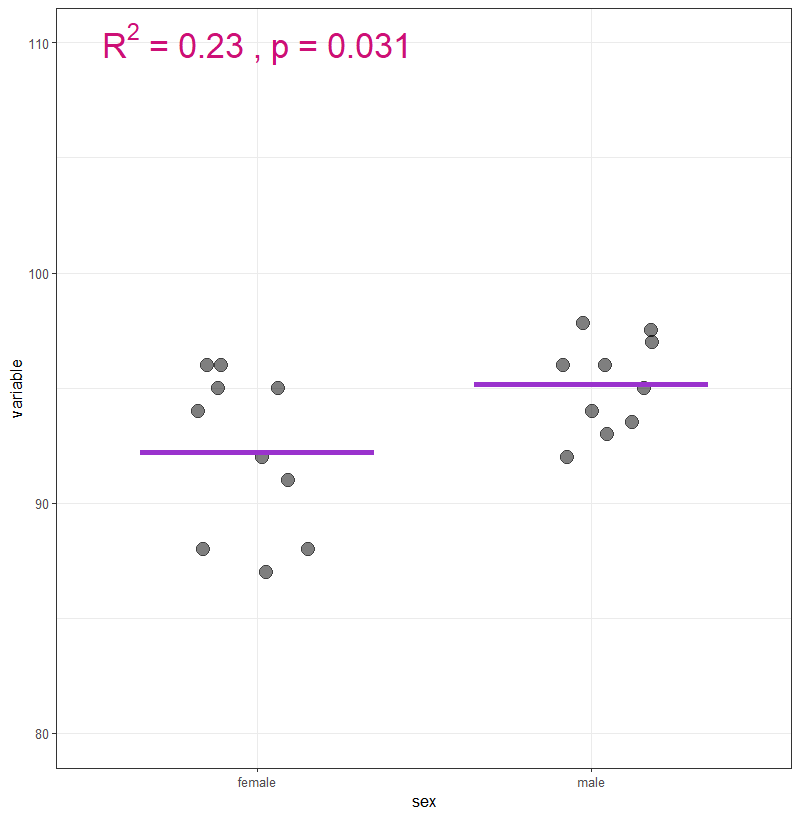 R² = 0.23 , p = 0.031
110
100
90
80
variable
female male
sex